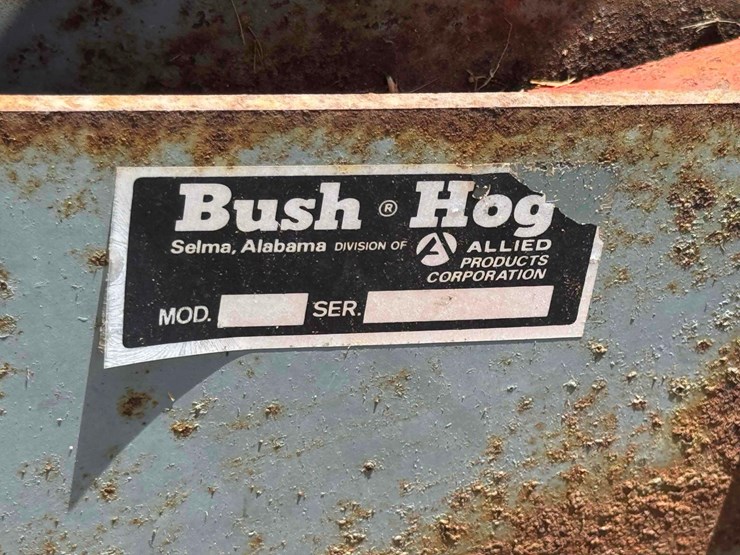 Bush ® Hog
Selma, Alabama DIVISION OF ALLIED
PRODUCTS
CORPORATION
MOD. SER.